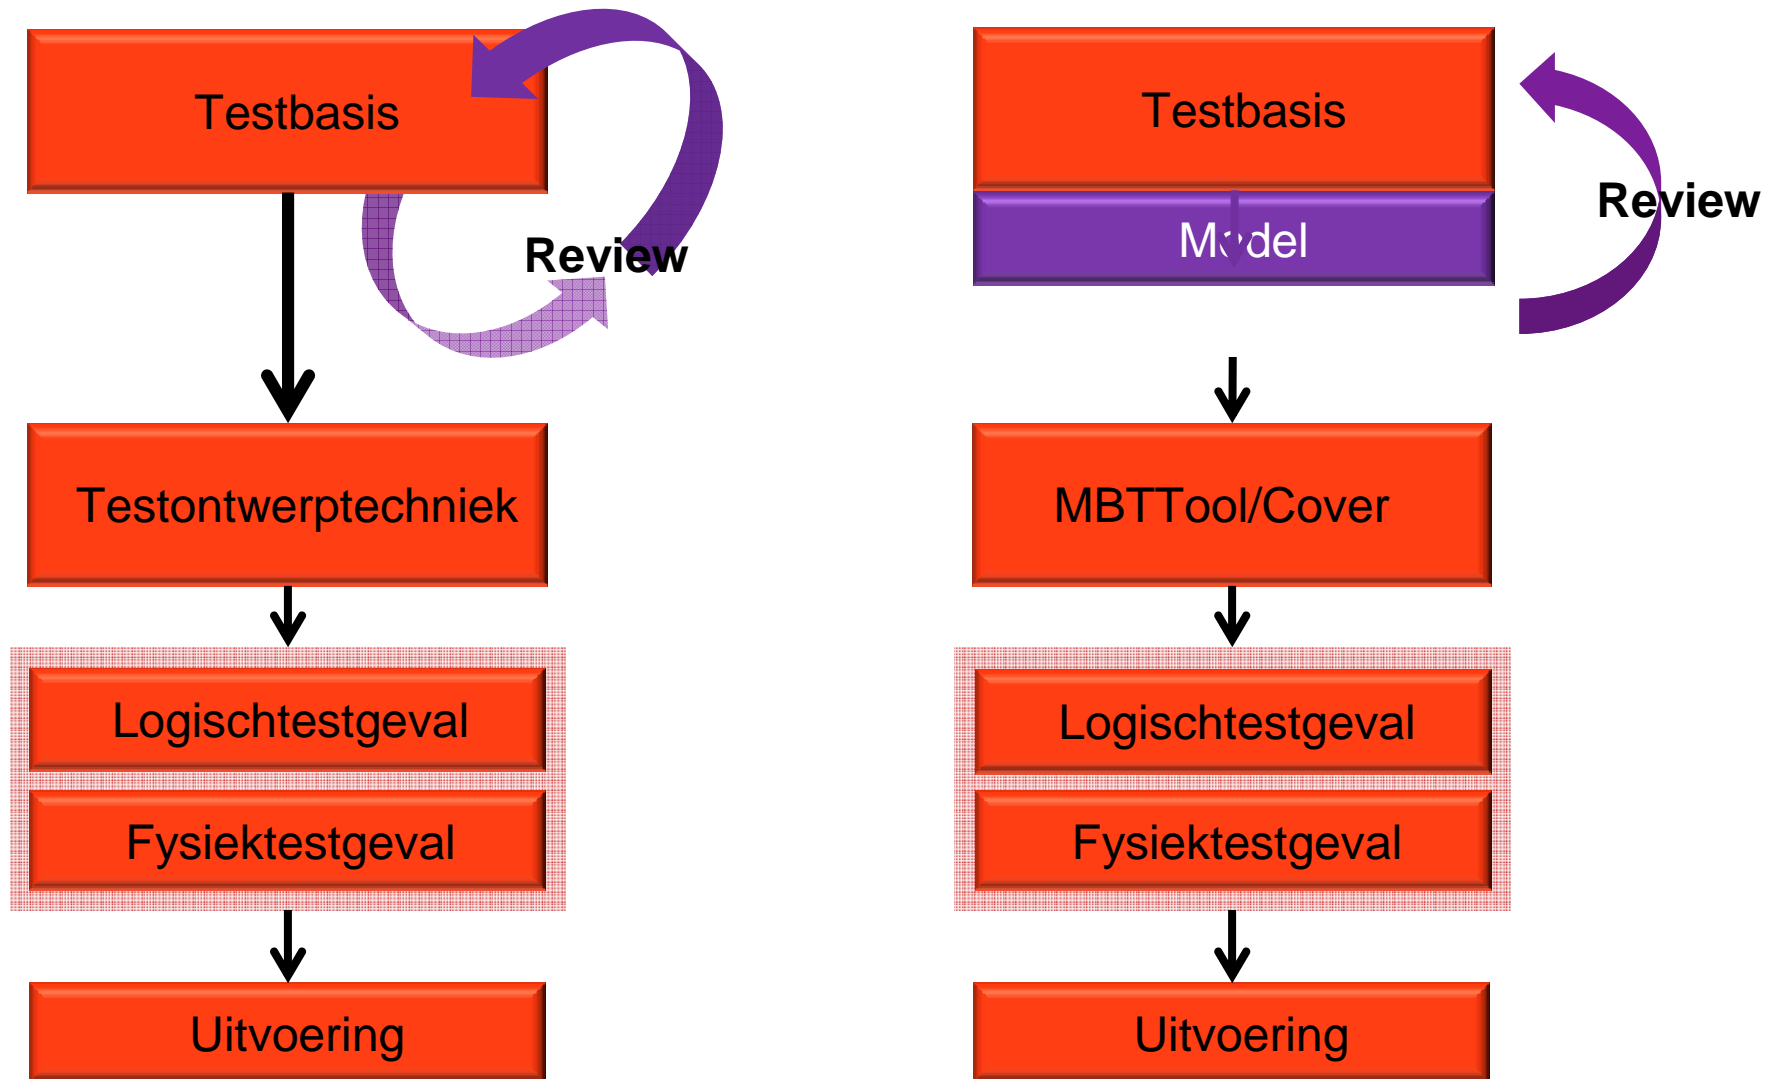 Testbasis
Review
Testontwerptechniek
Logischtestgeval
Fysiektestgeval
Uitvoering
Testbasis
Model
Review
MBTTool/Cover
Logischtestgeval
Fysiektestgeval
Uitvoering